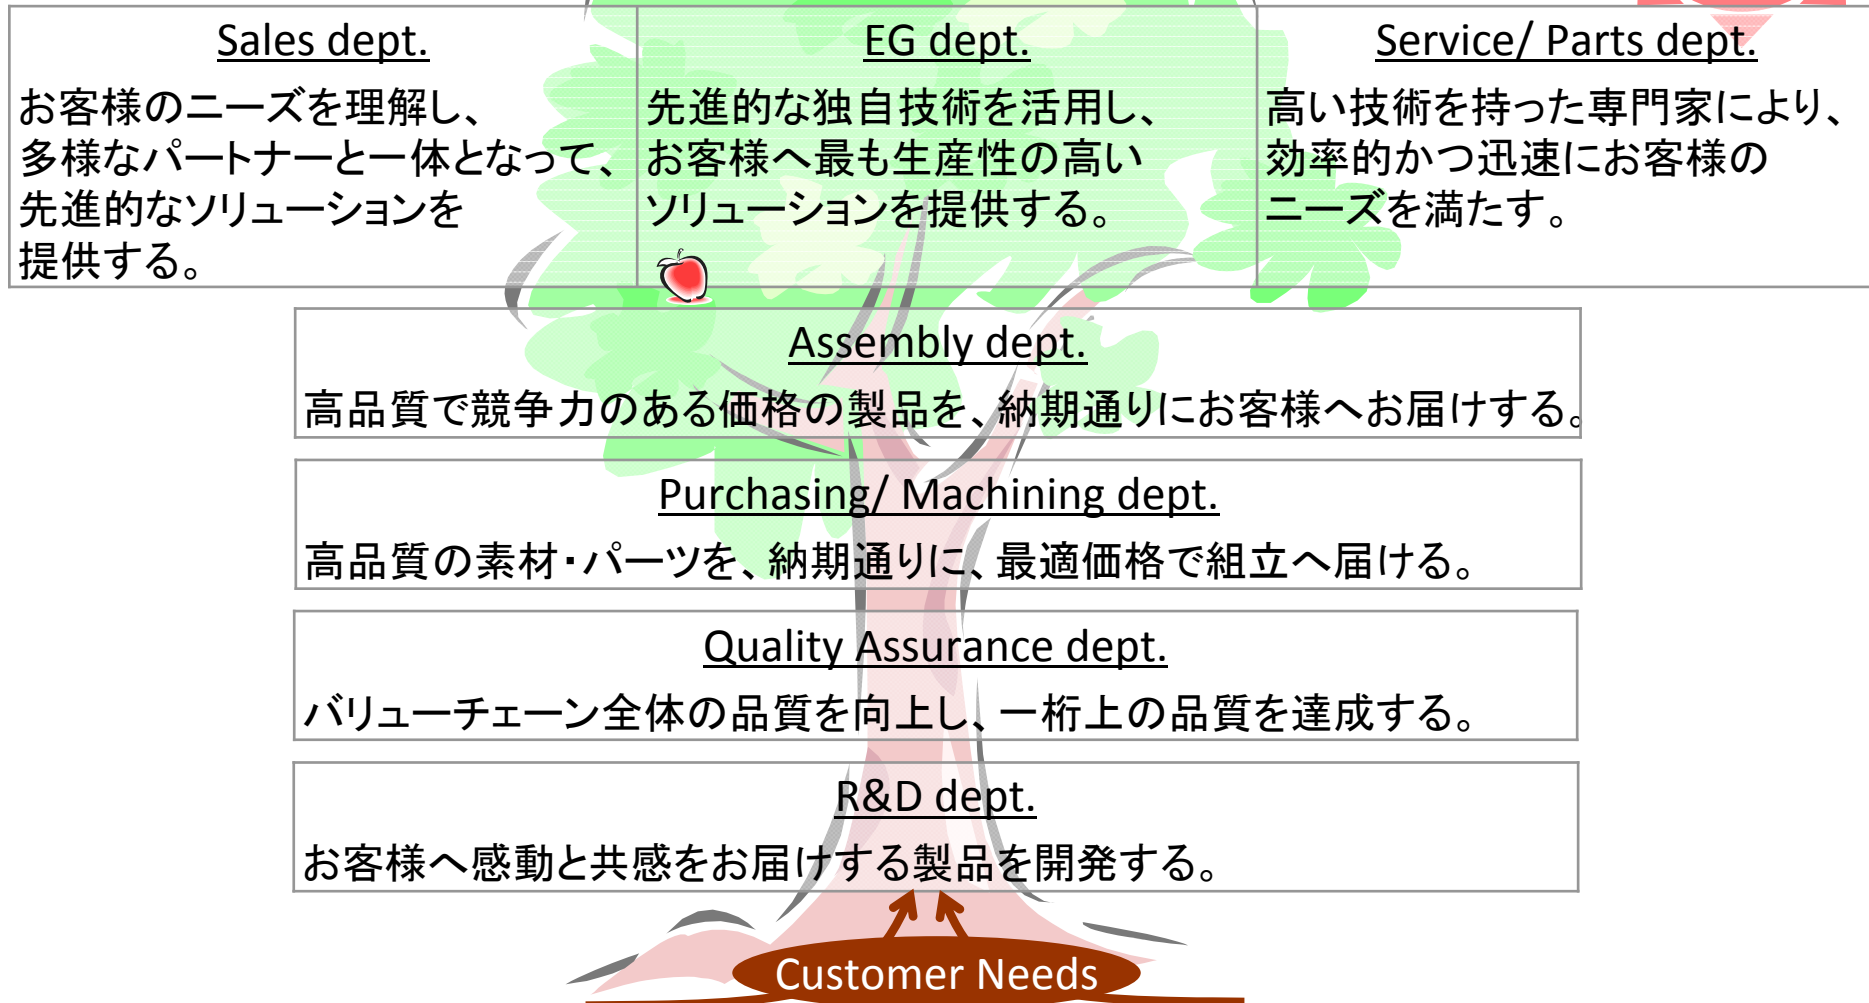 Sales dept.
お客様のニーズを理解し、
多様なパートナーと一体となって、
先進的なソリューションを
提供する。
EG dept.
先進的な独自技術を活用し、
お客様へ最も生産性の高い
ソリューションを提供する。
Service/ Parts dept.
高い技術を持った専門家により、
効率的かつ迅速にお客様の
ニーズを満たす。
Assembly dept.
高品質で競争力のある価格の製品を、納期通りにお客様へお届けする。
Purchasing/ Machining dept.
高品質の素材・パーツを、納期通りに、最適価格で組立へ届ける。
Quality Assurance dept.
バリューチェーン全体の品質を向上し、一桁上の品質を達成する。
R&D dept.
お客様へ感動と共感をお届けする製品を開発する。
Customer Needs